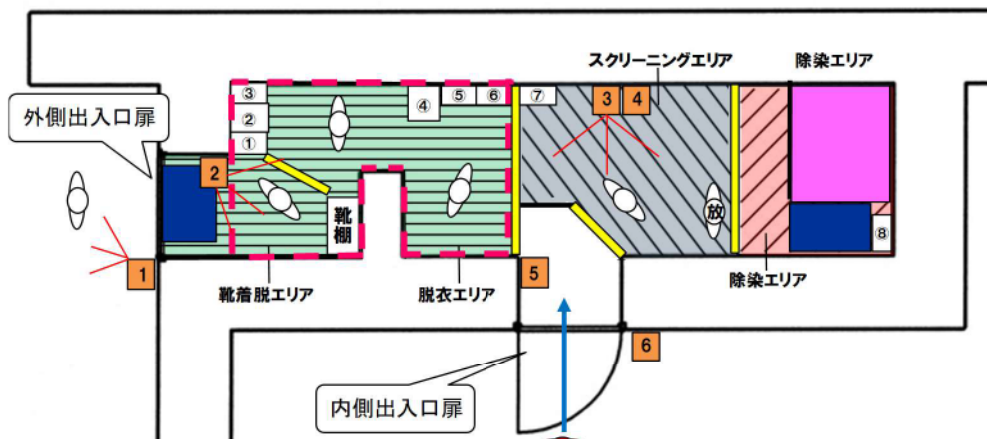 スクリーニングエリア
除染エリア
外側出入口扉
③
②
①
④
⑤
⑥
⑦
3
4
2
靴棚
放
⑧
1
靴着脱エリア
脱衣エリア
5
除染エリア
6
内側出入口扉